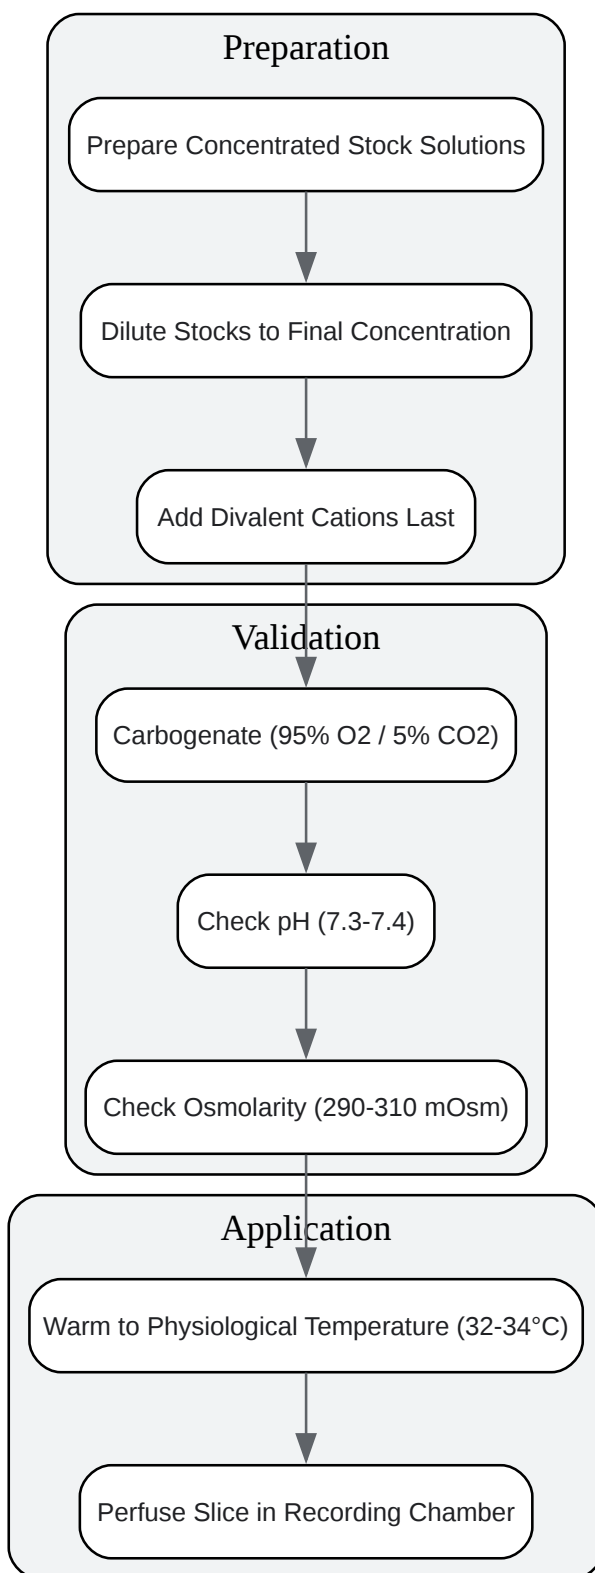 Preparation
Prepare Concentrated Stock Solutions
Dilute Stocks to Final Concentration
Add Divalent Cations Last
Validation
Carbogenate (95% O2 / 5% CO2)
Check pH (7.3-7.4)
Check Osmolarity (290-310 mOsm)
Application
Warm to Physiological Temperature (32-34°C)
Perfuse Slice in Recording Chamber